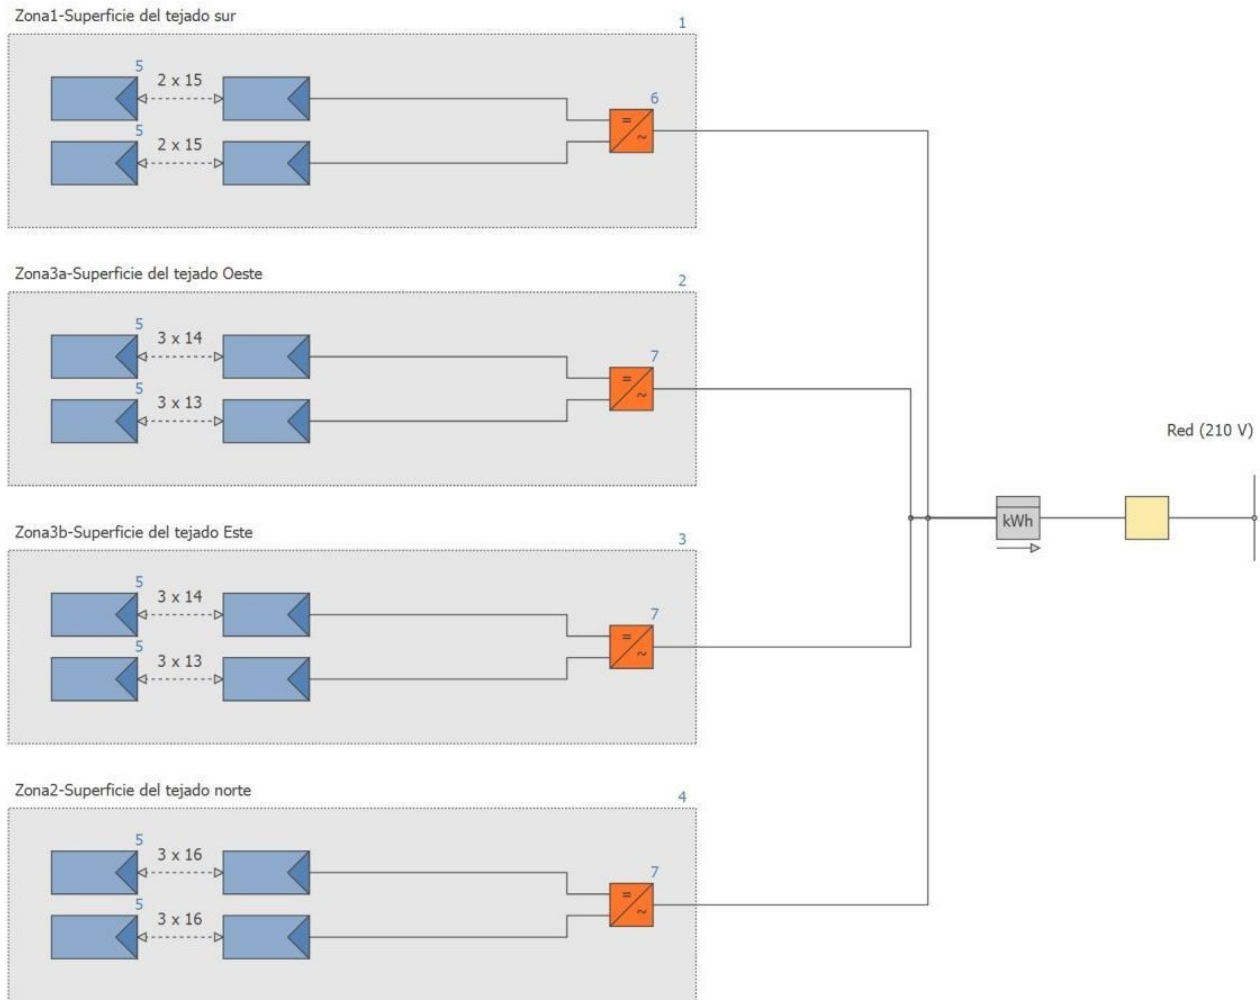 Zona1-Superficie del tejado sur
1
5
2 x 15
6
=
~
5
2 x 15
Zona3a-Superficie del tejado Oeste
2
5
3 x 14
7
=
~
5
3 x 13
Red (210 V)
kWh
Zona3b-Superficie del tejado Este
3
5
3 x 14
7
=
~
5
3 x 13
Zona2-Superficie del tejado norte
4
5
3 x 16
7
=
~
5
3 x 16